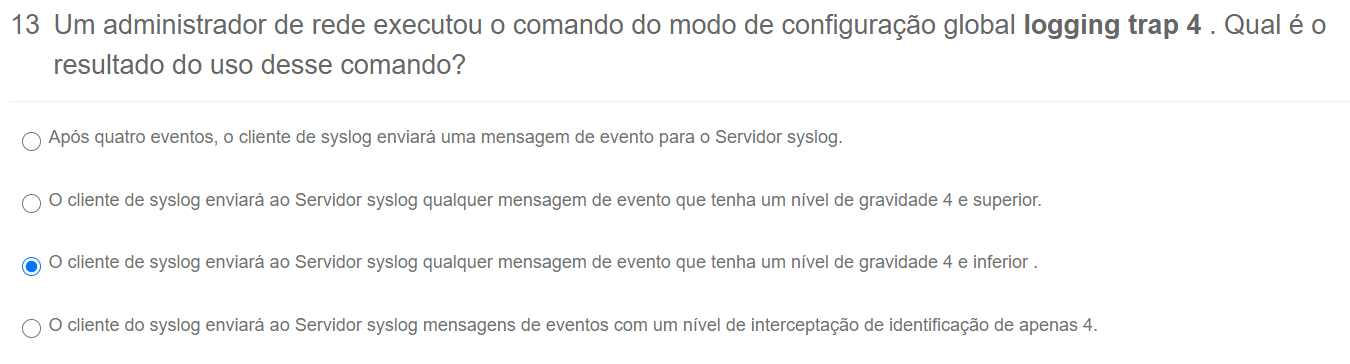 13 Um administrador de rede executou o comando do modo de configuração global logging trap 4 . Qual é o
resultado do uso desse comando?
Após quatro eventos, o cliente de syslog enviará uma mensagem de evento para o Servidor syslog.
O cliente de syslog enviará ao Servidor syslog qualquer mensagem de evento que tenha um nível de gravidade 4 e superior.
O cliente de syslog enviará ao Servidor syslog qualquer mensagem de evento que tenha um nível de gravidade 4 e inferior .
O cliente do syslog enviará ao Servidor syslog mensagens de eventos com um nível de interceptação de identificação de apenas 4.